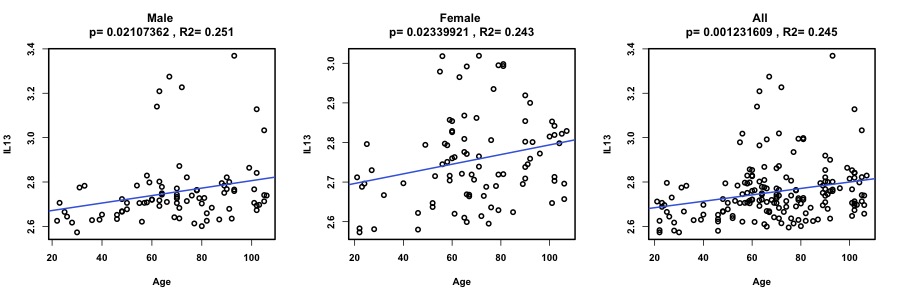 Male
p= 0.02107362 , R2= 0.251
3.4
3.2
3.0
2.8
2.6
IL13
20 40 60 80 100
Age
Female
p= 0.02339921 , R2= 0.243
3.0
2.9
2.8
2.7
2.6
IL13
20 40 60 80 100
Age
All
p= 0.001231609 , R2= 0.245
3.4
3.2
3.0
2.8
2.6
IL13
20 40 60 80 100
Age